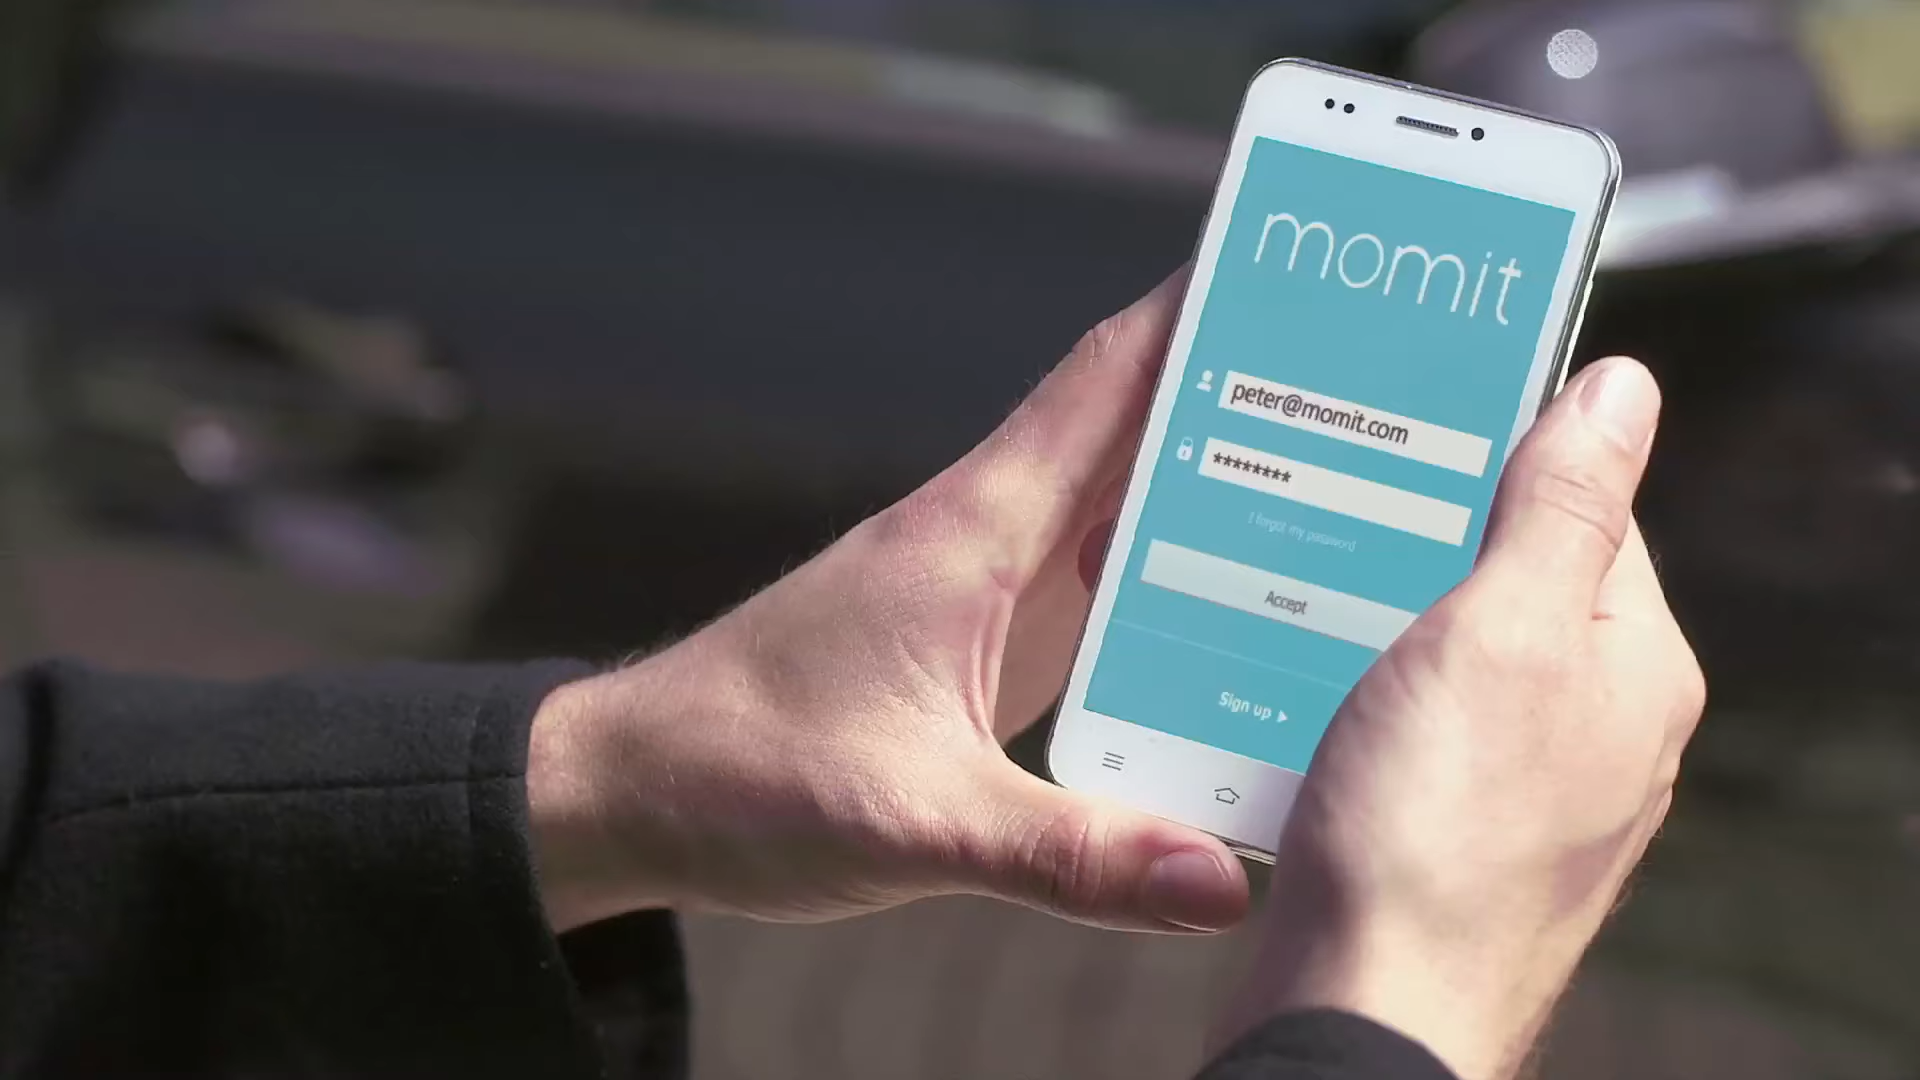 momit
peter@momit.com
********
I forgot my password
Accept
Sign up